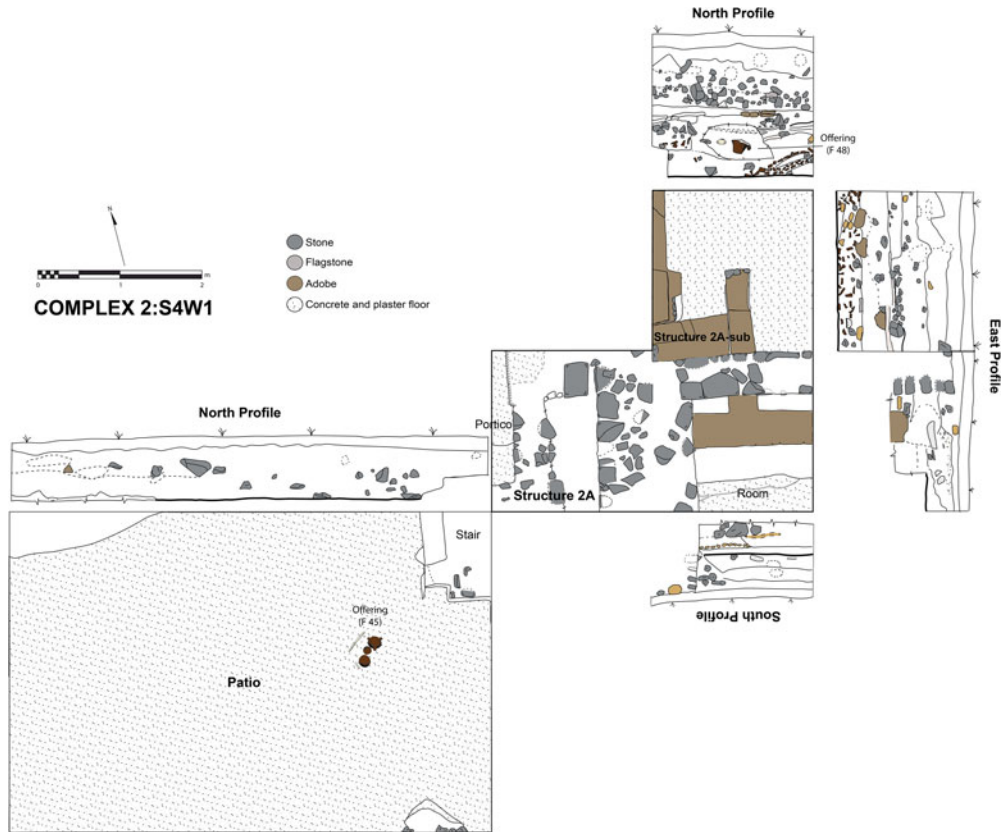 North Profile
Offering
(F 48)
N
0
1
2
m
COMPLEX 2:S4W1
Stone
Flagstone
Adobe
Concrete and plaster floor
Structure 2A-sub
East Profile
North Profile
Portico
Structure 2A
Room
Stair
South Profile
Offering
(F 45)
Patio